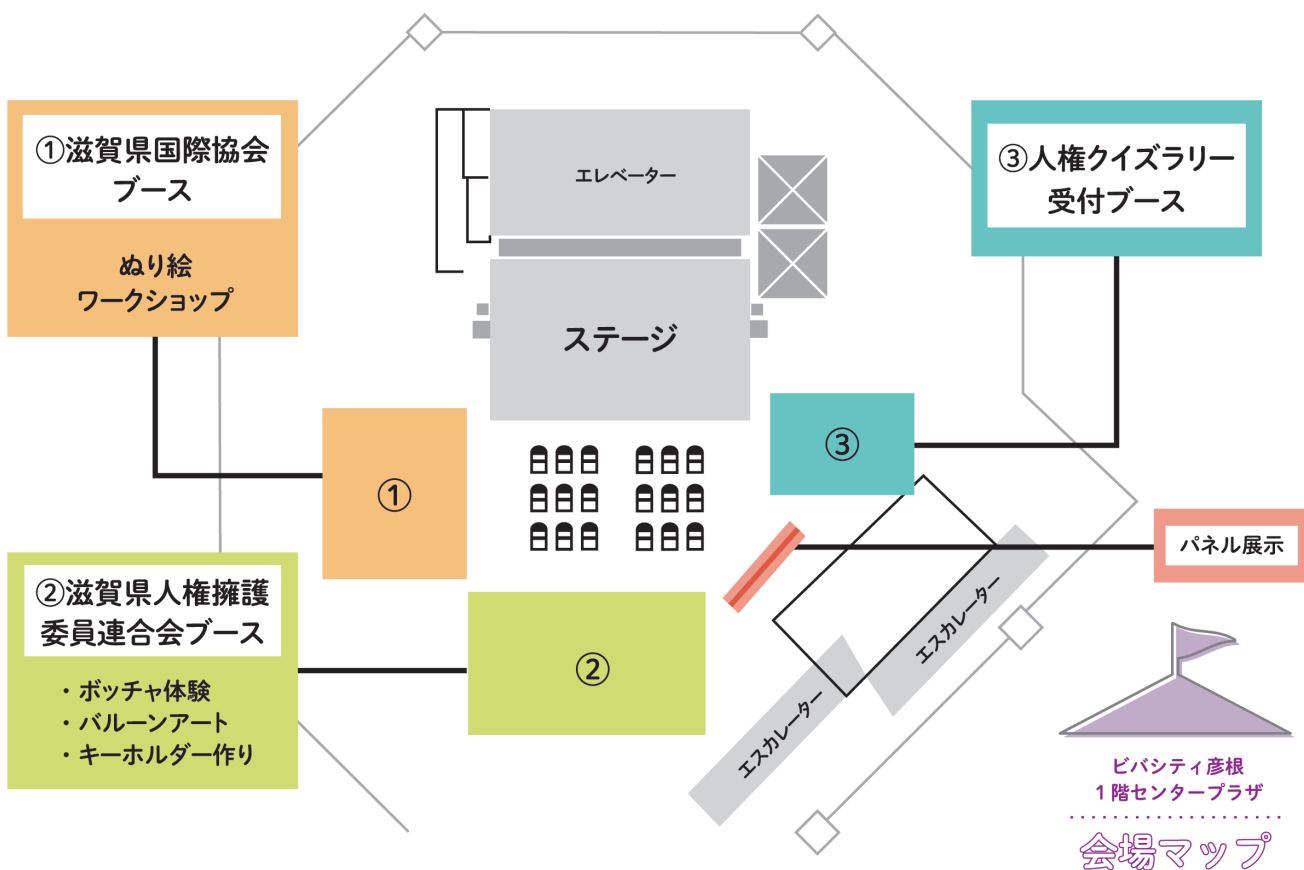 ①滋賀県国際協会
ブース
ぬり絵
ワークショップ
エレベーター
ステージ
③人権クイズラリー
受付ブース
①
③
②滋賀県人権擁護
委員連合会ブース
・ボッチャ体験
・バルーンアート
・キーホルダー作り
②
パネル展示
エスカレーター
エスカレーター
ビバシティ彦根
1階センタープラザ
会場マップ